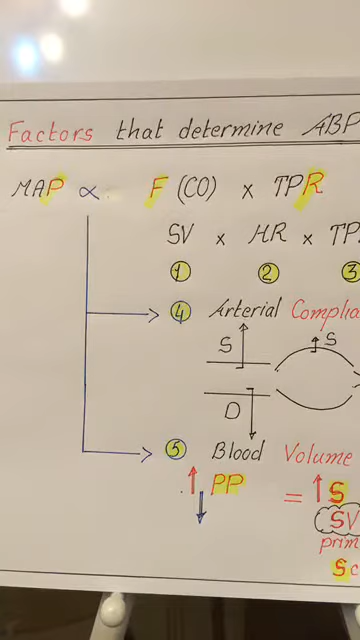 Factors that determine ABP
MAP ∝ F (CO) x TPR
SV x HR x TP
1 2 3
4 Arterial Complia
S S
D
5 Blood Volume
↑ ↓ PP = ↑ S
SV
prim
S c